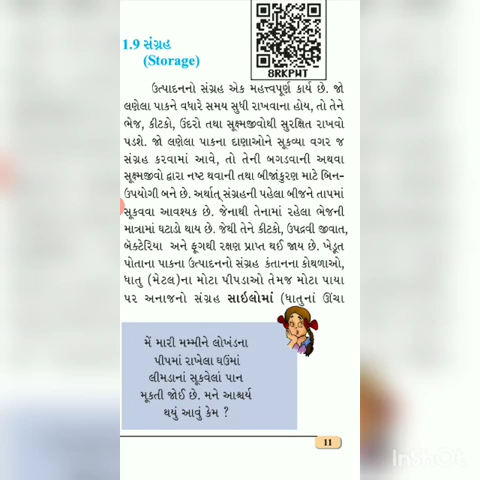 1.9 સંગ્રહ
(Storage)
8RKPWT
ઉત્પાદનનો સંગ્રહ એક મહત્ત્વપૂર્ણ કાર્ય છે. જો
લણેલા પાકને વધારે સમય સુધી રાખવાના હોય, તો તેને
ભેજ, કીટકો, ઉંદરો તથા સૂક્ષ્મજીવોથી સુરક્ષિત રાખવો
પડશે. જો લણેલા પાકના દાણાઓને સૂકવ્યા વગર જ
સંગ્રહ કરવામાં આવે, તો તેની બગડવાની અથવા
સૂક્ષ્મજીવો દ્વારા નષ્ટ થવાની તથા બીજાંકુરણ માટે બિન-
ઉપયોગી બને છે. અર્થાત્ સંગ્રહની પહેલા બીજને તાપમાં
સૂકવવા આવશ્યક છે. જેનાથી તેનામાં રહેલા ભેજની
માત્રામાં ઘટાડો થાય છે. જેથી તેને કીટકો, ઉપદ્રવી જીવાત,
બૅક્ટેરિયા અને ફૂગથી રક્ષણ પ્રાપ્ત થઈ જાય છે. ખેડૂત
પોતાના પાકના ઉત્પાદનનો સંગ્રહ કંતાનના કોથળાઓ,
ધાતુ (મેટલ)ના મોટા પીપડાઓ તેમજ મોટા પાયા
પર અનાજનો સંગ્રહ સાઇલોમાં (ધાતુનાં ઊંચા
મેં મારી મમ્મીને લોખંડના
પીપમાં રાખેલા ઘઉંમાં
લીમડાનાં સૂકવેલાં પાન
મૂકતી જોઈ છે. મને આશ્ચર્ય
થયું આવું કેમ ?
11
InShOt